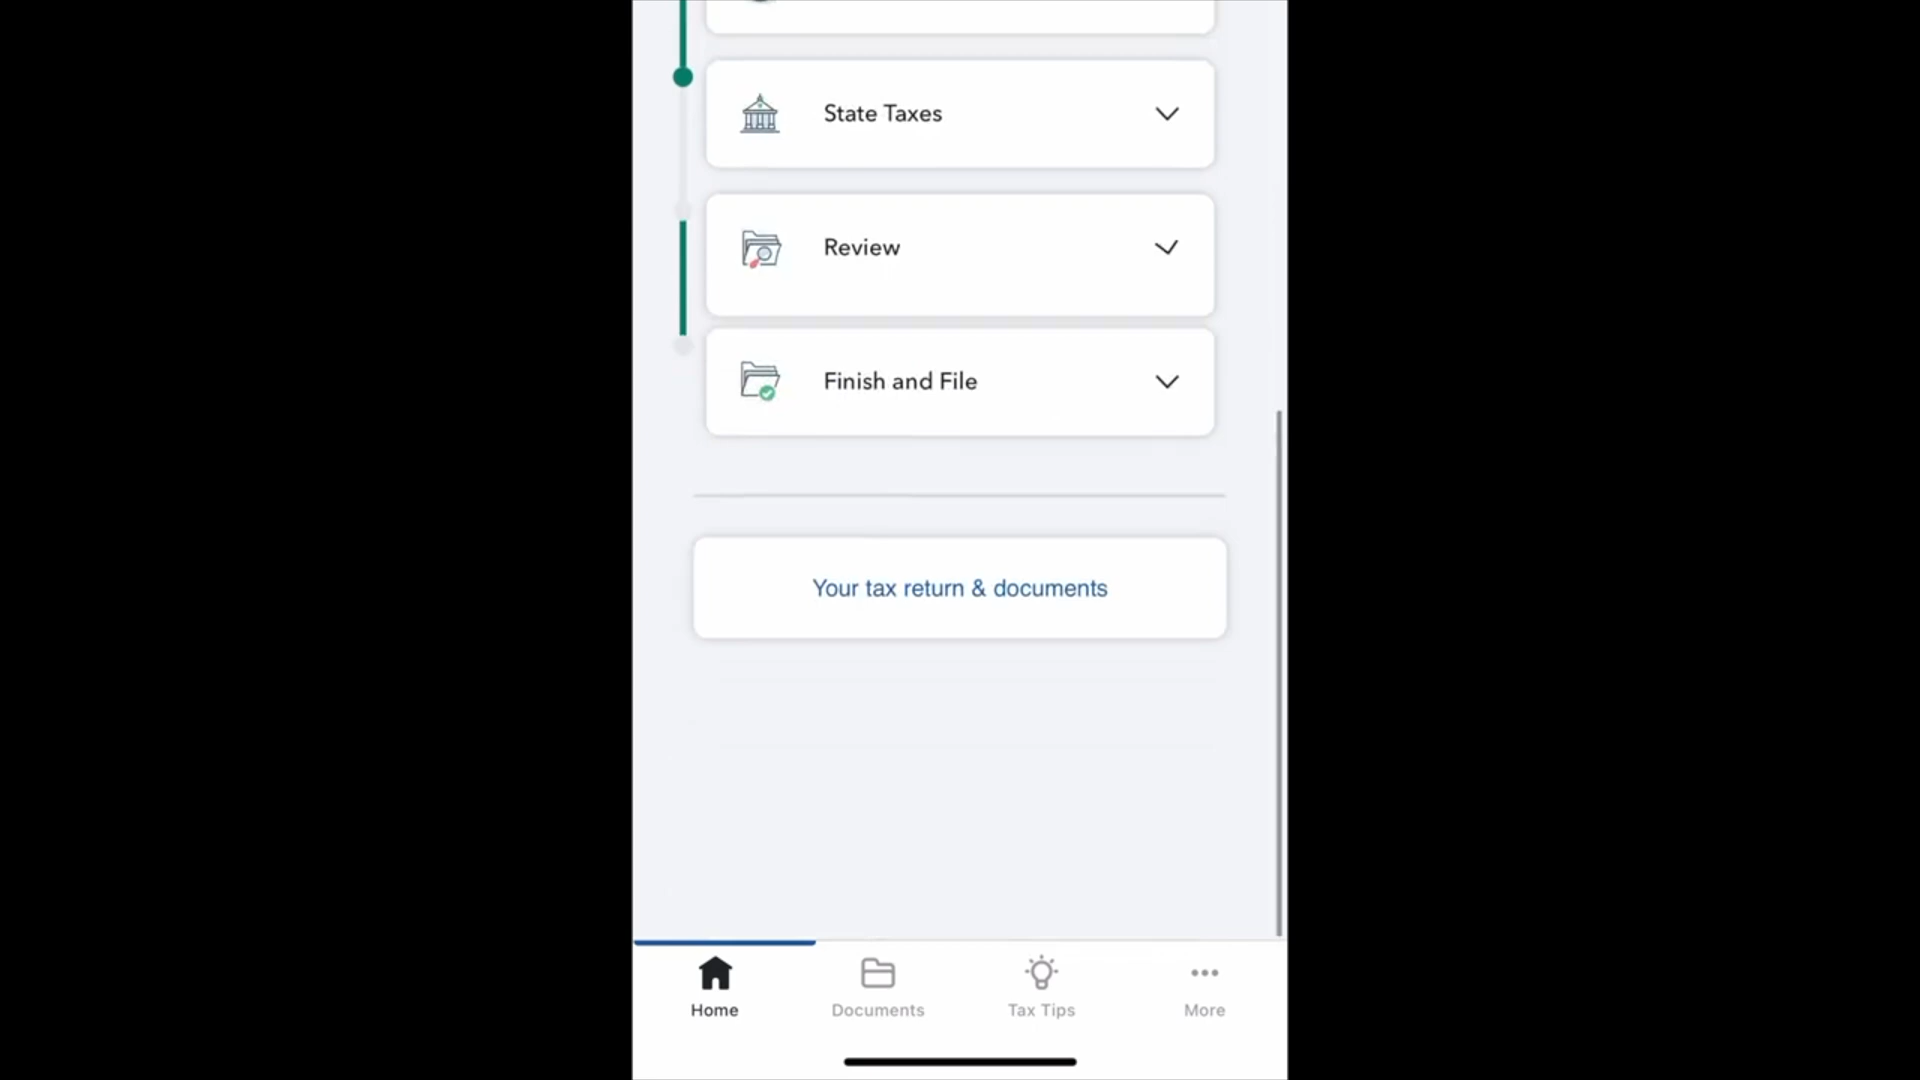 State Taxes
Review
Finish and File
Your tax return & documents
Home
Documents
Tax Tips
More